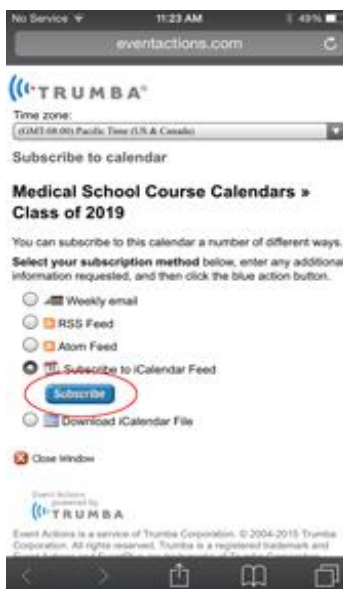 No Service 11:23 AM 49%
eventactions.com
TRUMBA®
Time zone:
(GMT-08:00) Pacific Time (US & Canada)
Subscribe to calendar
Medical School Course Calendars »
Class of 2019
You can subscribe to this calendar a number of different ways.
Select your subscription method below, enter any additional
information requested, and then click the blue action button.
Weekly email
RSS Feed
Atom Feed
Subscribe to iCalendar Feed
Subscribe
Download iCalendar File
Close Window
Event Actions
powered by
TRUMBA
Event Actions is a service of Trumba Corporation. © 2004-2015 Trumba
Corporation. All rights reserved. Trumba is a registered trademark and